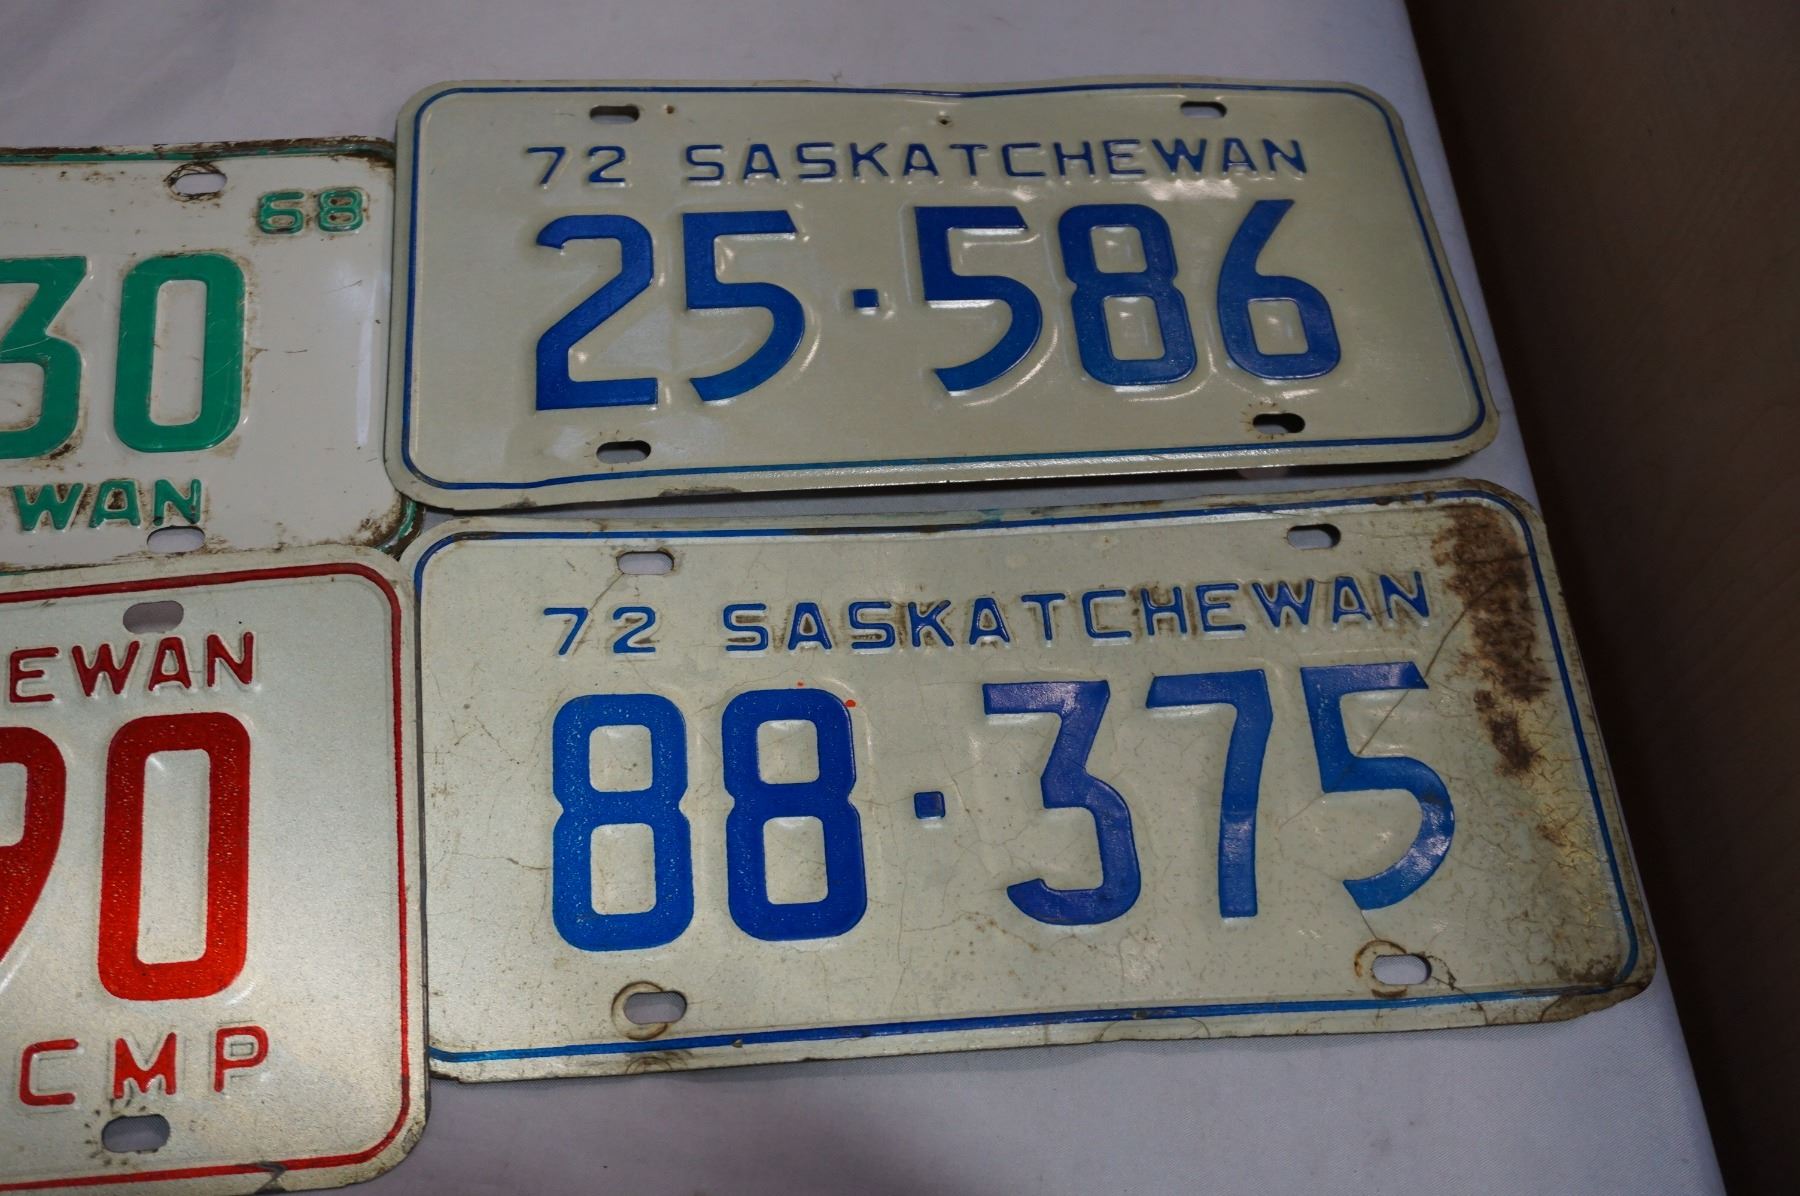 68
30
WAN
EWAN
90
CMP
72 SASKATCHEWAN
25·586
72 SASKATCHEWAN
88·375